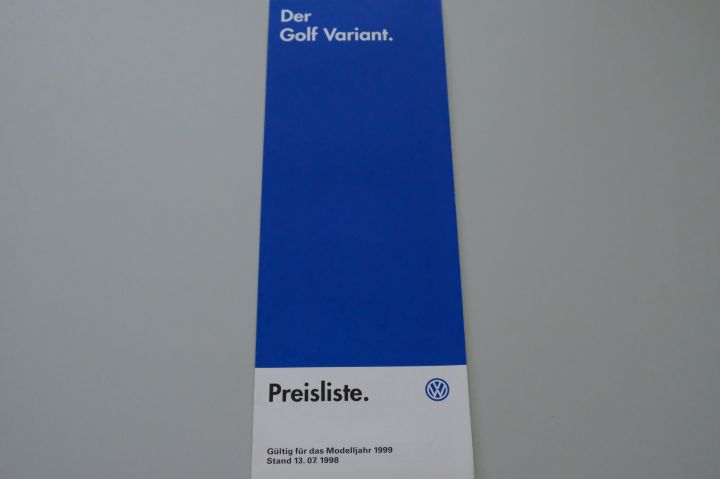 Der
Golf Variant.
Preisliste.
Gültig für das Modelljahr 1999
Stand 13. 07. 1998